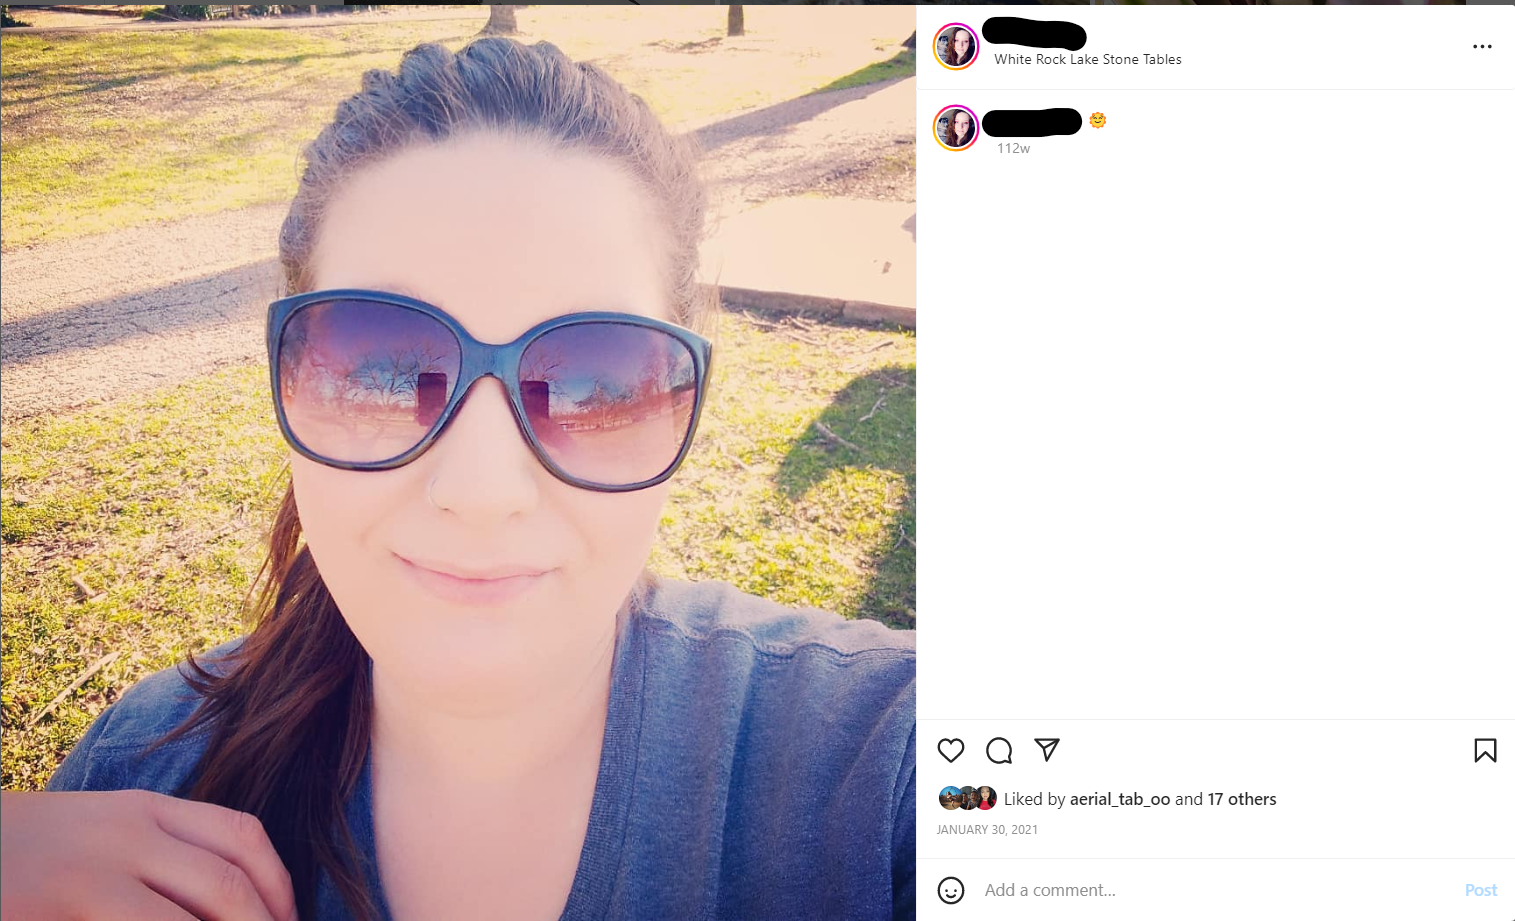 White Rock Lake Stone Tables
112w
Liked by aerial_tab_oo and 17 others
JANUARY 30, 2021
Add a comment... Post